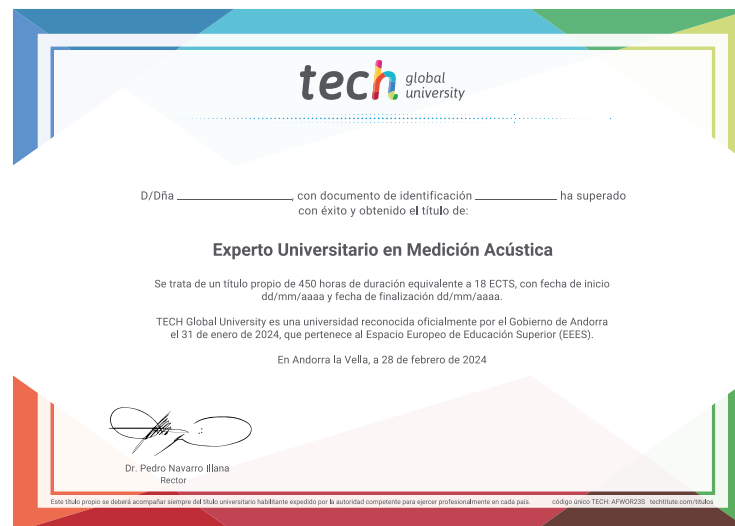 tech global
university
D/Dña ____________________, con documento de identificación ______________ ha superado
con éxito y obtenido el título de:
Experto Universitario en Medición Acústica
Se trata de un título propio de 450 horas de duración equivalente a 18 ECTS, con fecha de inicio
dd/mm/aaaa y fecha de finalización dd/mm/aaaa.
TECH Global University es una universidad reconocida oficialmente por el Gobierno de Andorra
el 31 de enero de 2024, que pertenece al Espacio Europeo de Educación Superior (EEES).
En Andorra la Vella, a 28 de febrero de 2024
Dr. Pedro Navarro Illana
Rector
Este título propio se deberá acompañar siempre del título universitario habilitante expedido por la autoridad competente para ejercer profesionalmente en cada país. código único TECH: AFWOR23S techtitute.com/titulos